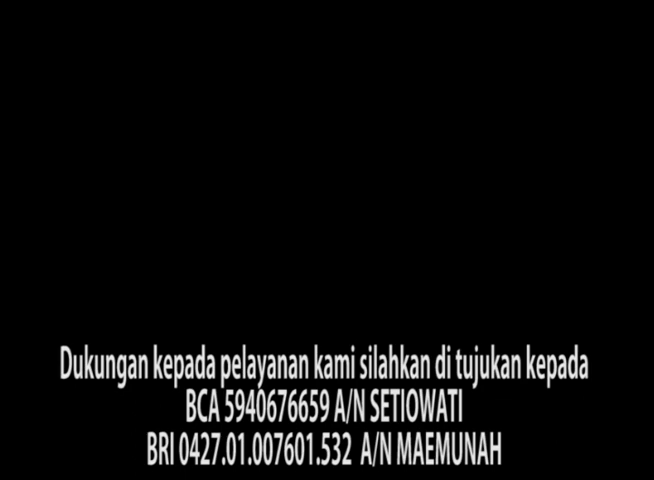 Dukungan kepada pelayanan kami silahkan di tujukan kepada
BCA 5940676659 A/N SETIOWATI
BRI 0427.01.007601.532 A/N MAEMUNAH